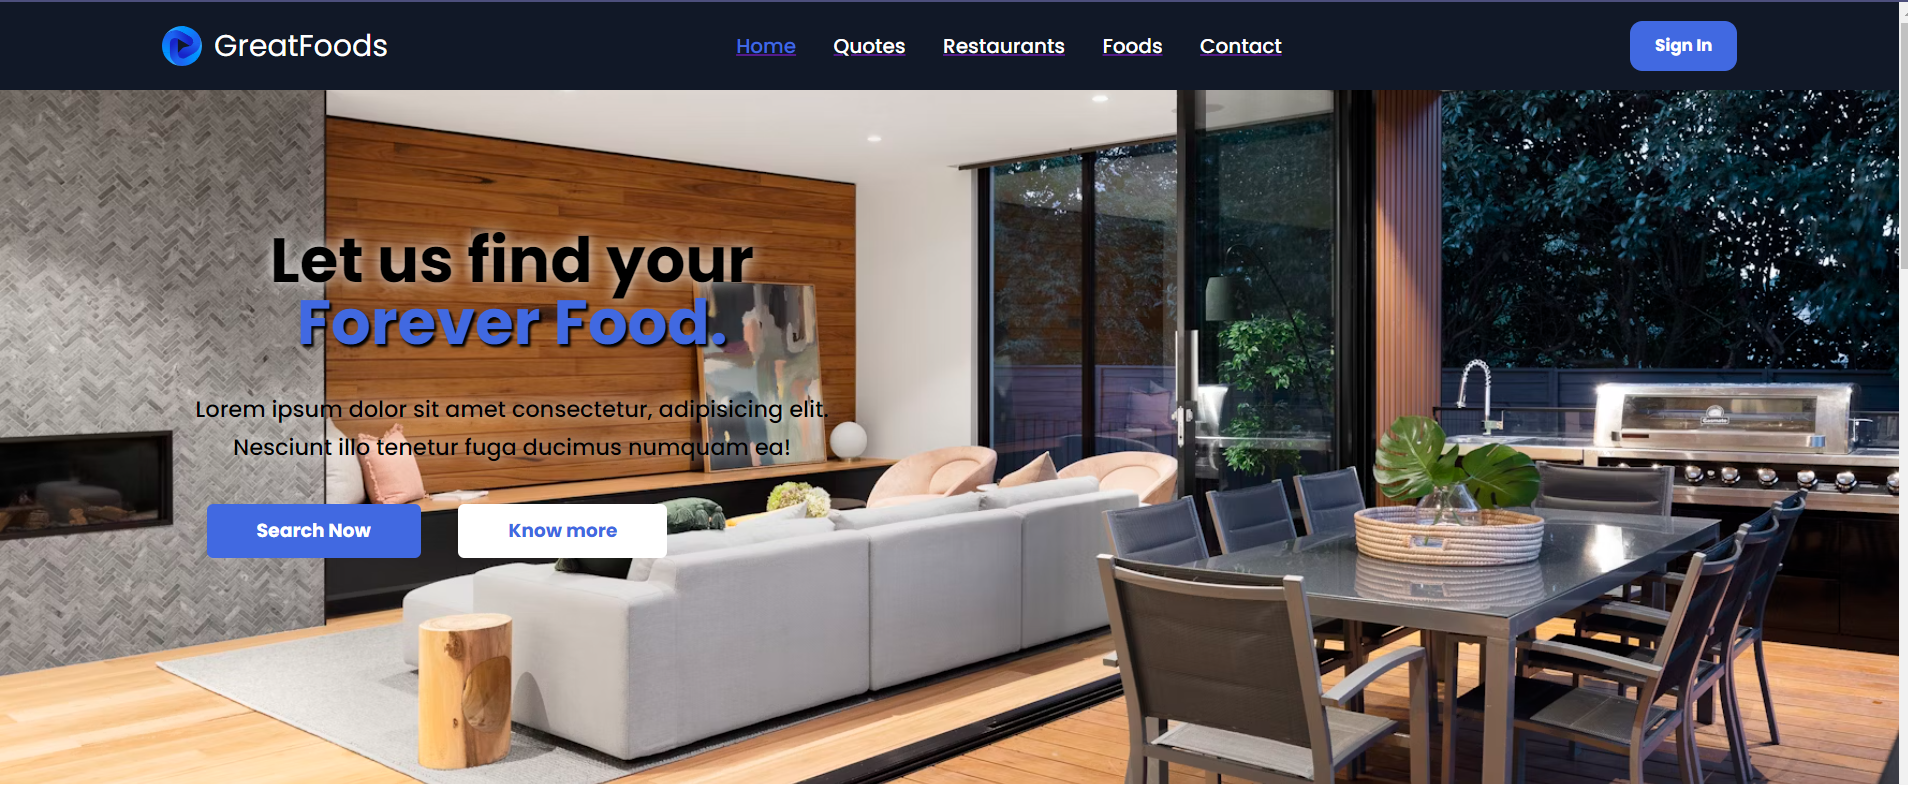 GreatFoods
Home Quotes Restaurants Foods Contact
Sign In
Let us find your
Forever Food.
Lorem ipsum dolor sit amet consectetur, adipisicing elit.
Nesciunt illo tenetur fuga ducimus numquam ea!
Search Now Know more